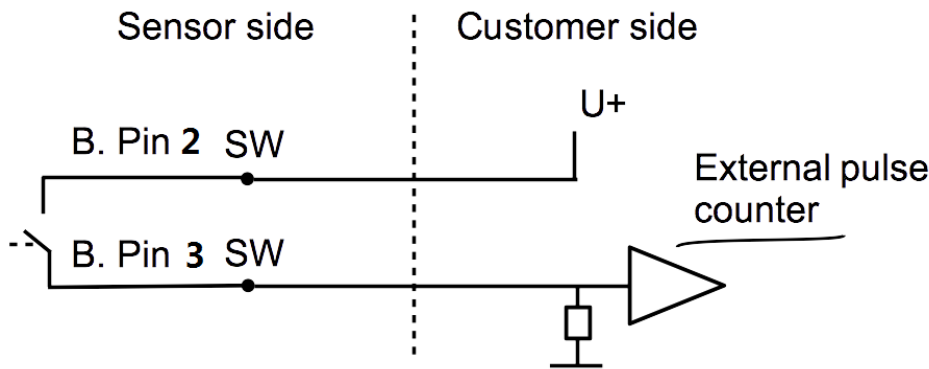 Sensor side
Customer side
U+
B. Pin 2 SW
External pulse
counter
B. Pin 3 SW